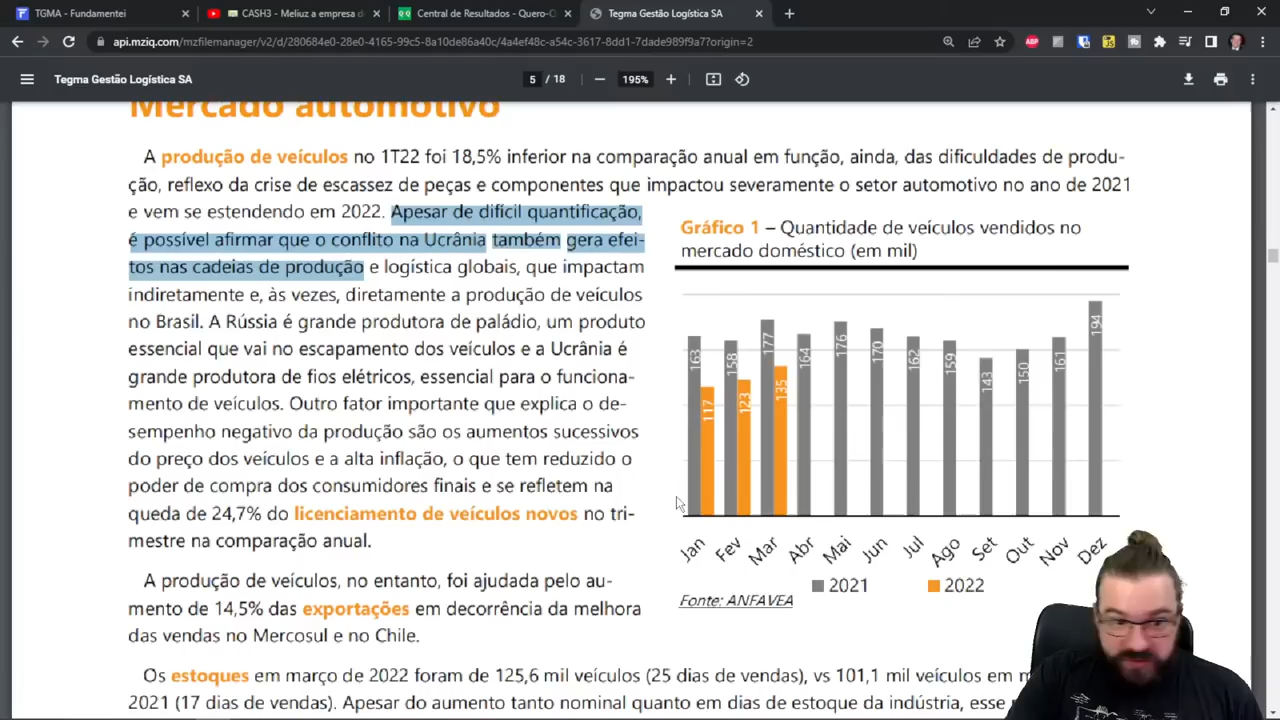 TGMA - Fundamentei
CASH3 - Meliuz a empresa d
Central de Resultados - Quero-Q
Tegma Gestão Logística SA
api.mziq.com/mzfilemanager/v2/d/280684e0-28e0-4165-99c5-8a10de86a40c/4a4ef48c-a54c-3617-8dd1-7dade989f9a7?origin=2
Tegma Gestão Logística SA
5 / 18
195%
Mercado automotivo
A produção de veículos no 1T22 foi 18,5% inferior na comparação anual em função, ainda, das dificuldades de produ-
ção, reflexo da crise de escassez de peças e componentes que impactou severamente o setor automotivo no ano de 2021
e vem se estendendo em 2022. Apesar de difícil quantificação,
é possível afirmar que o conflito na Ucrânia também gera efei-
tos nas cadeias de produção e logística globais, que impactam
indiretamente e, às vezes, diretamente a produção de veículos
no Brasil. A Rússia é grande produtora de paládio, um produto
essencial que vai no escapamento dos veículos e a Ucrânia é
grande produtora de fios elétricos, essencial para o funciona-
mento de veículos. Outro fator importante que explica o de-
sempenho negativo da produção são os aumentos sucessivos
do preço dos veículos e a alta inflação, o que tem reduzido o
poder de compra dos consumidores finais e se refletem na
queda de 24,7% do licenciamento de veículos novos no tri-
mestre na comparação anual.
Gráfico 1 – Quantidade de veículos vendidos no
mercado doméstico (em mil)
163 117 158 123 177 135 164 176 170 162 159 143 150 161 194
Jan Fev Mar Abr Mai Jun Jul Ago Set Out Nov Dez
2021 2022
Fonte: ANFAVEA
A produção de veículos, no entanto, foi ajudada pelo au-
mento de 14,5% das exportações em decorrência da melhora
das vendas no Mercosul e no Chile.
Os estoques em março de 2022 foram de 125,6 mil veículos (25 dias de vendas), vs 101,1 mil veículos em
2021 (17 dias de vendas). Apesar do aumento tanto nominal quanto em dias de estoque da indústria, esse